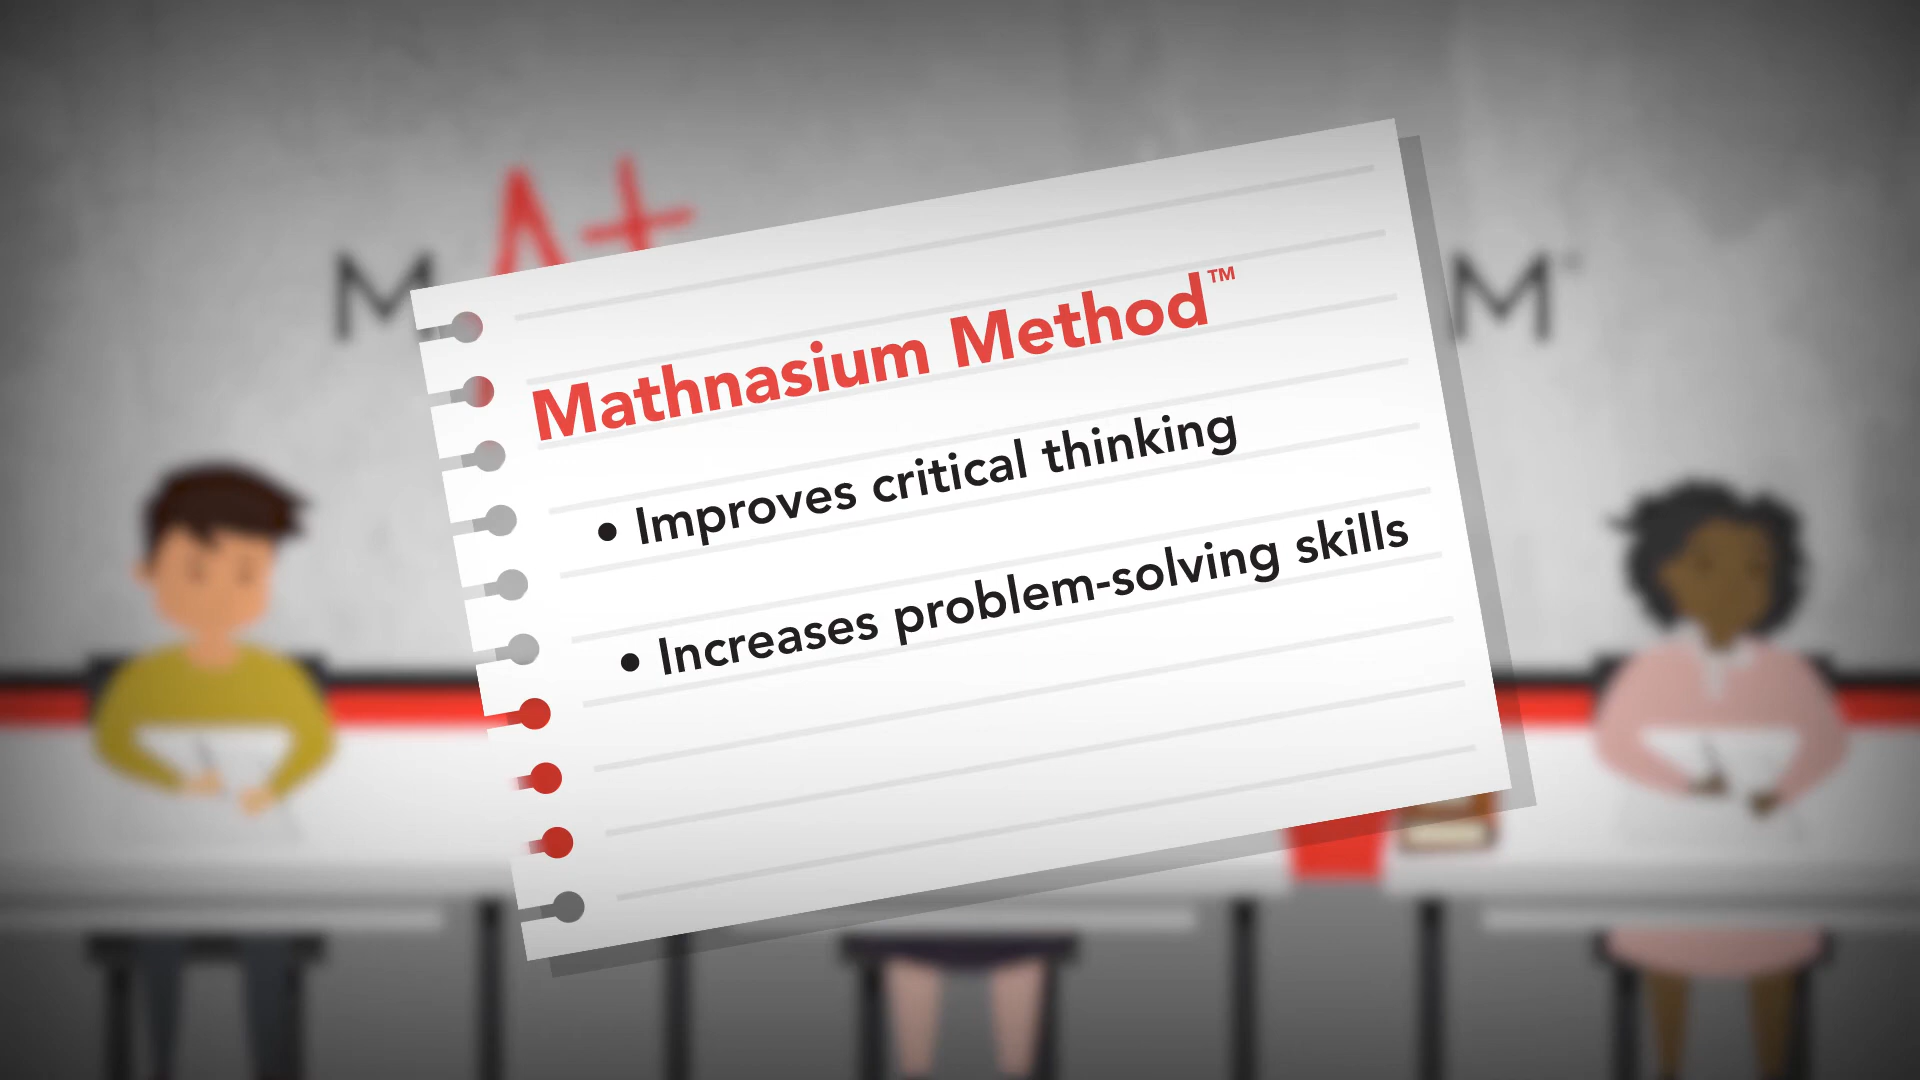 M A+ M
Mathnasium Method™
• Improves critical thinking
• Increases problem-solving skills